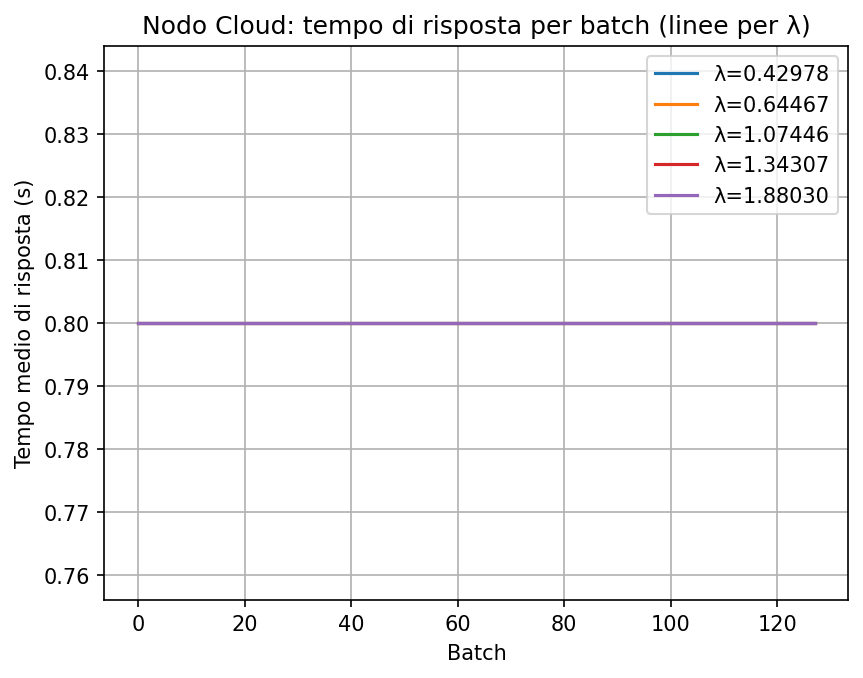 Nodo Cloud: tempo di risposta per batch (linee per λ)
Tempo medio di risposta (s)
0.84
0.83
0.82
0.81
0.80
0.79
0.78
0.77
0.76
λ=0.42978
λ=0.64467
λ=1.07446
λ=1.34307
λ=1.88030
0 20 40 60 80 100 120
Batch